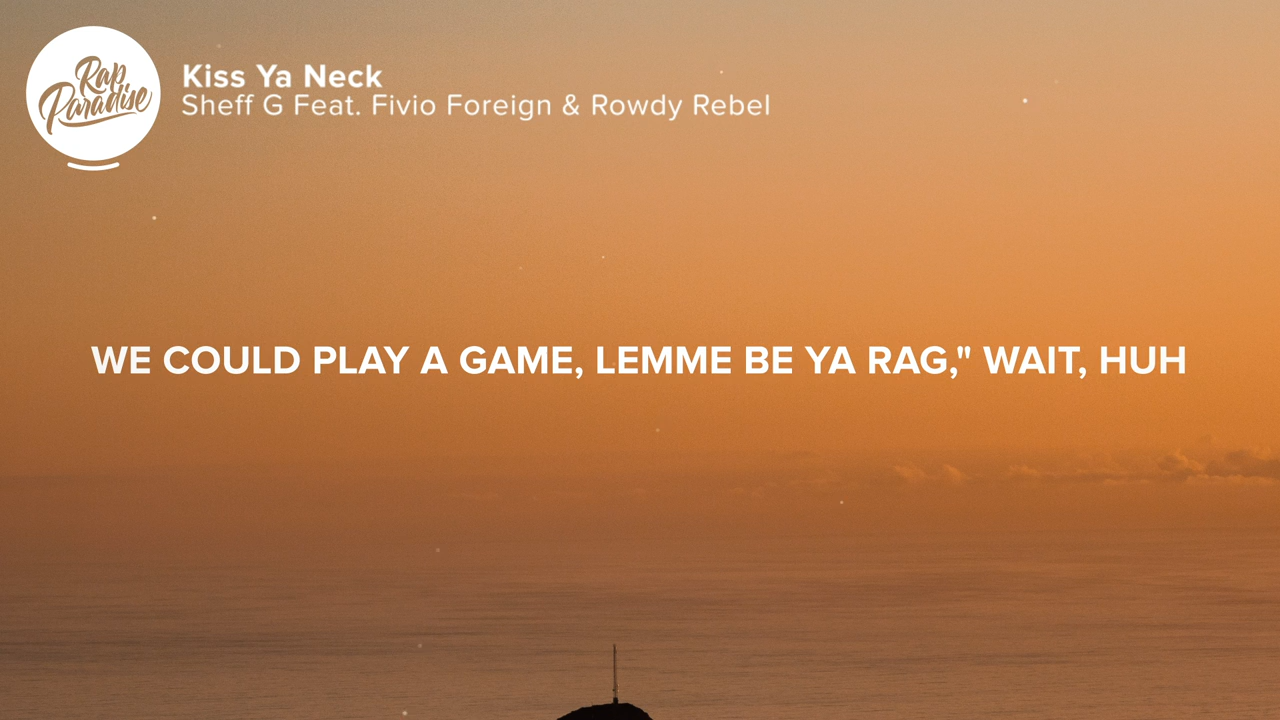 Rap
Paradise
Kiss Ya Neck
Sheff G Feat. Fivio Foreign & Rowdy Rebel
WE COULD PLAY A GAME, LEMME BE YA RAG," WAIT, HUH